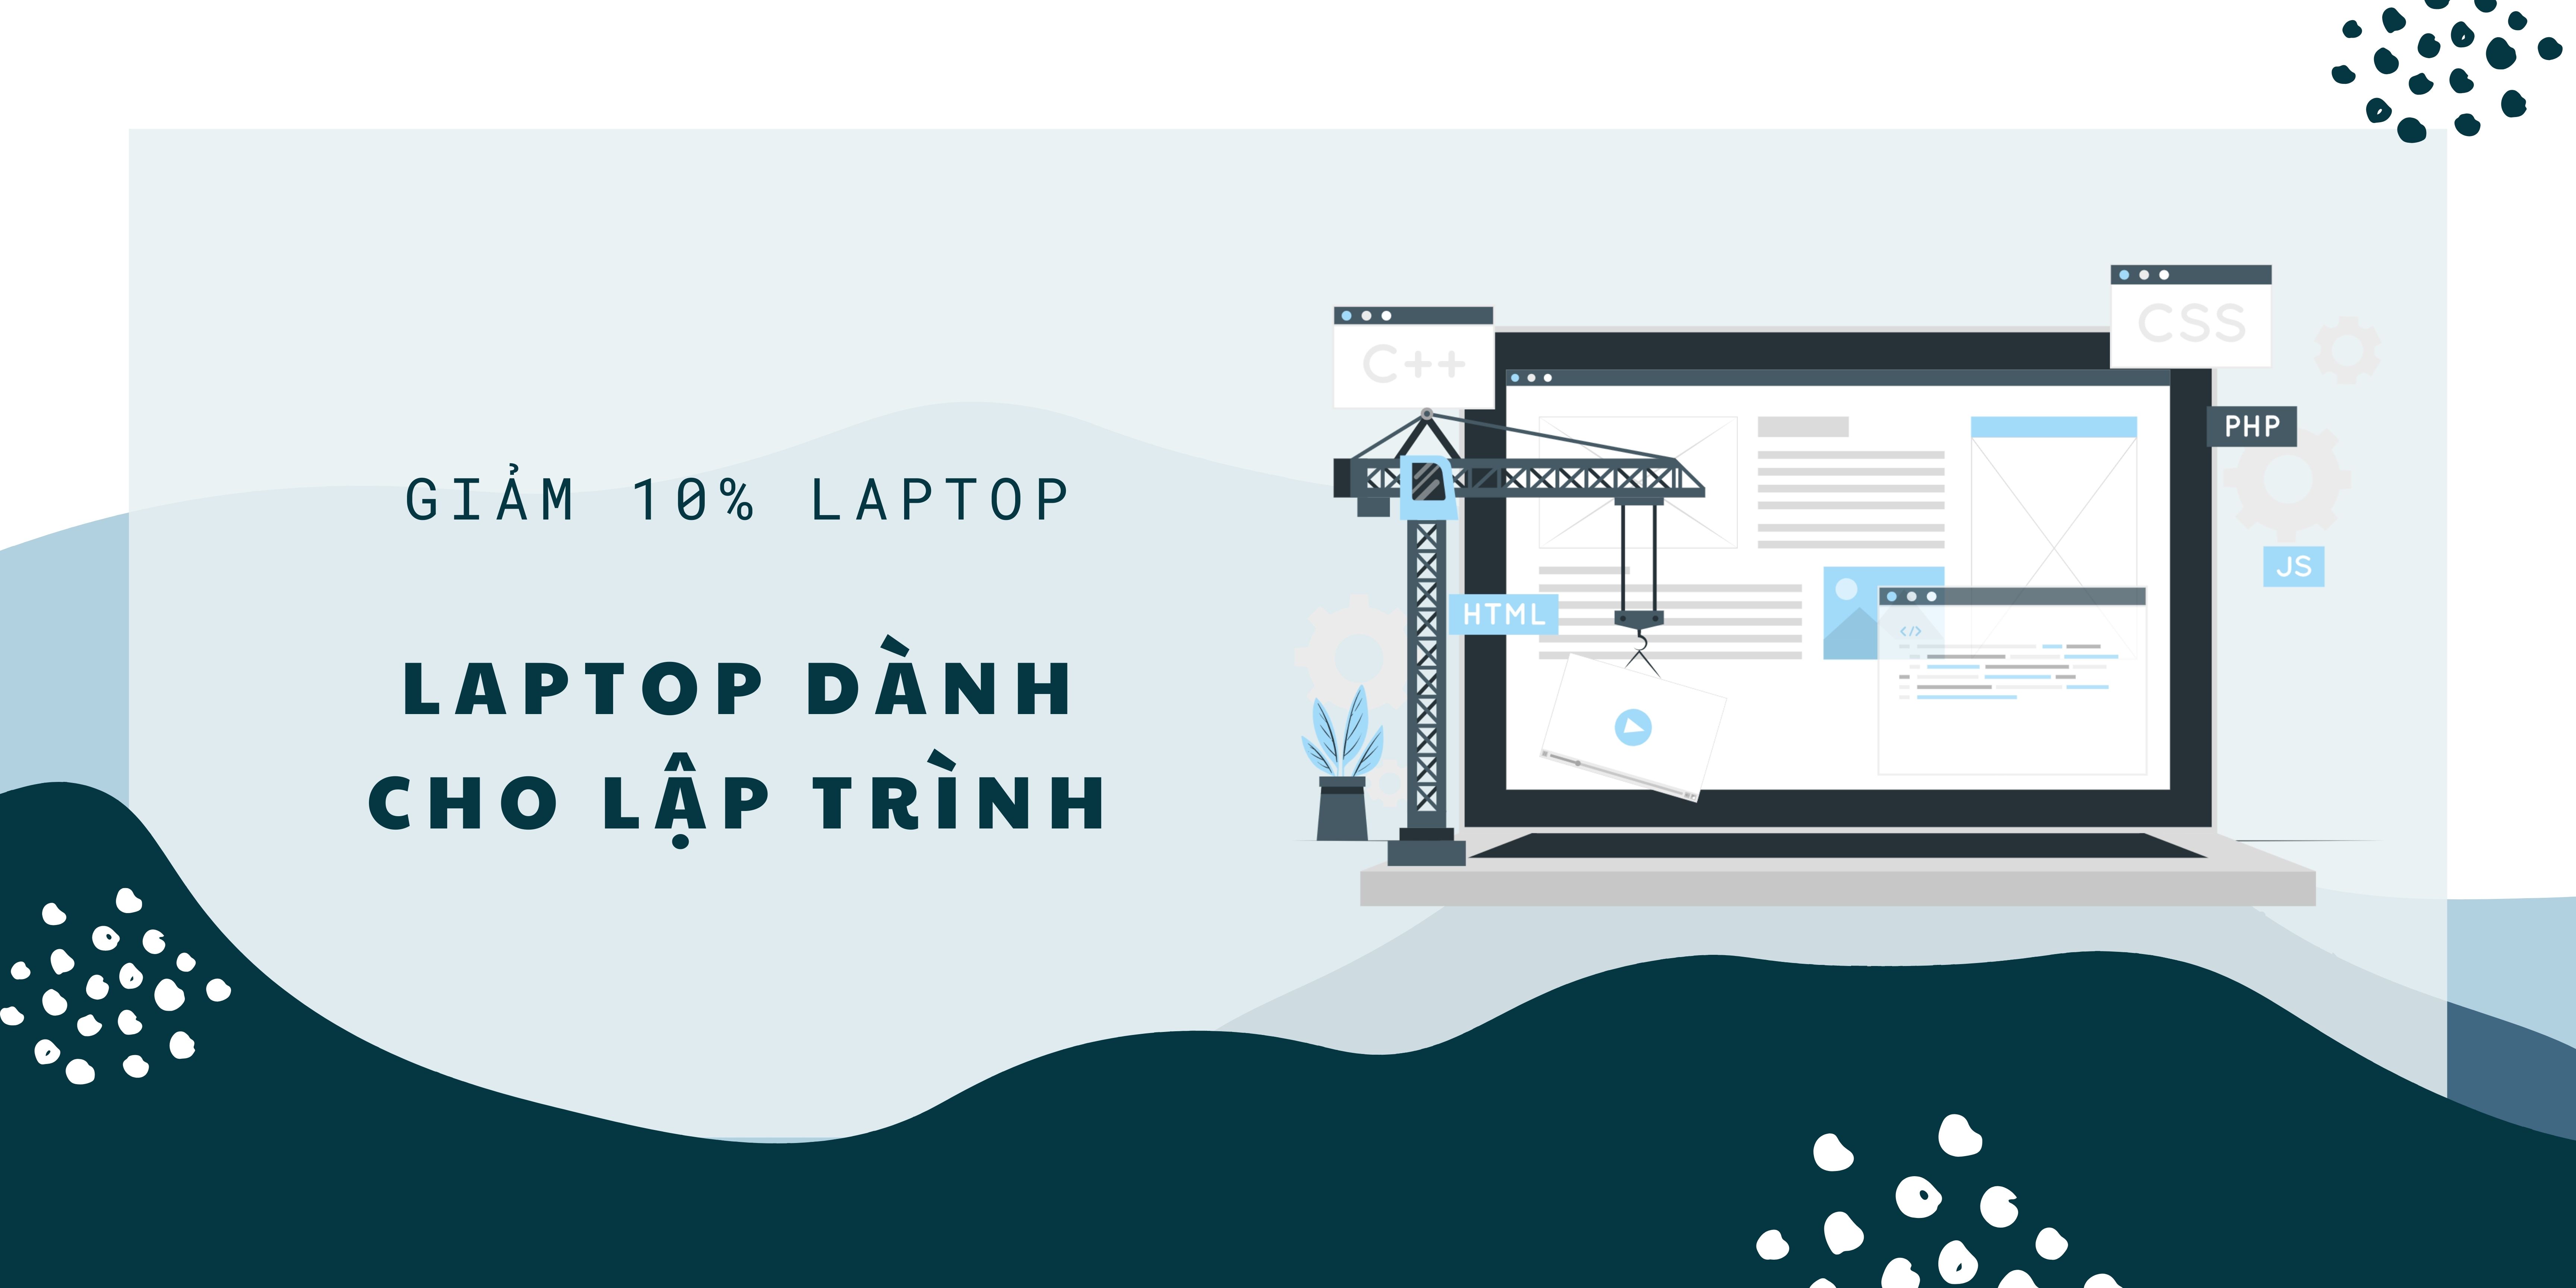 GIẢM 10% LAPTOP
LAPTOP DÀNH
CHO LẬP TRÌNH
C++
CSS
PHP
JS
HTML
</>